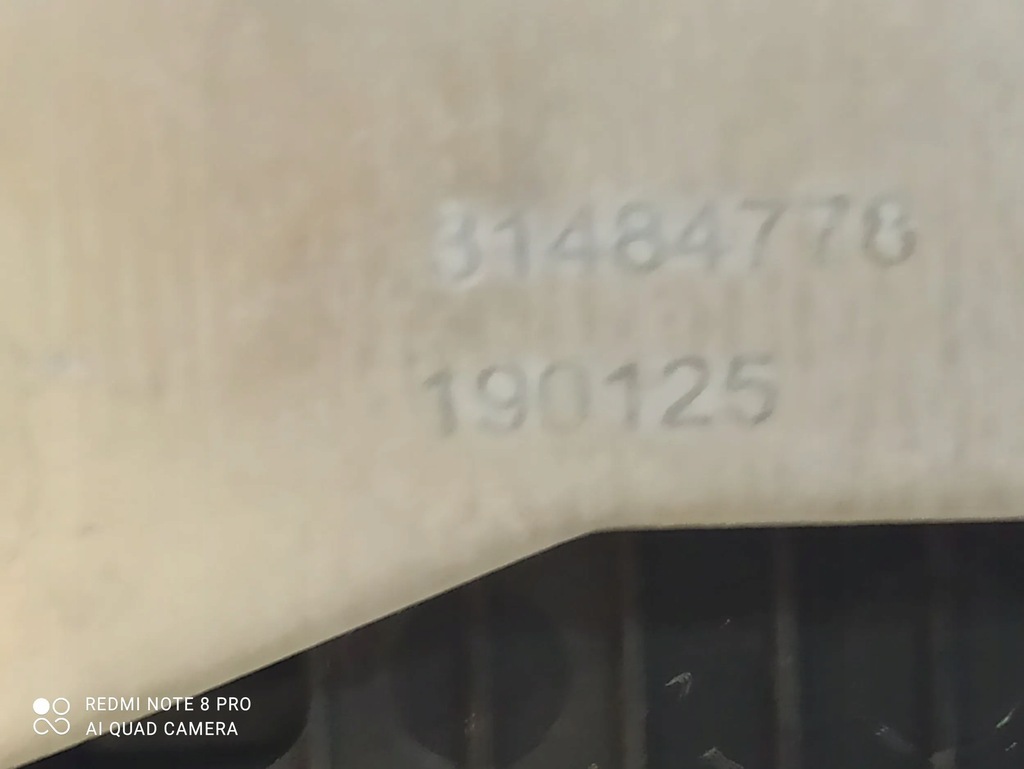 31484778
190125
REDMI NOTE 8 PRO
AI QUAD CAMERA